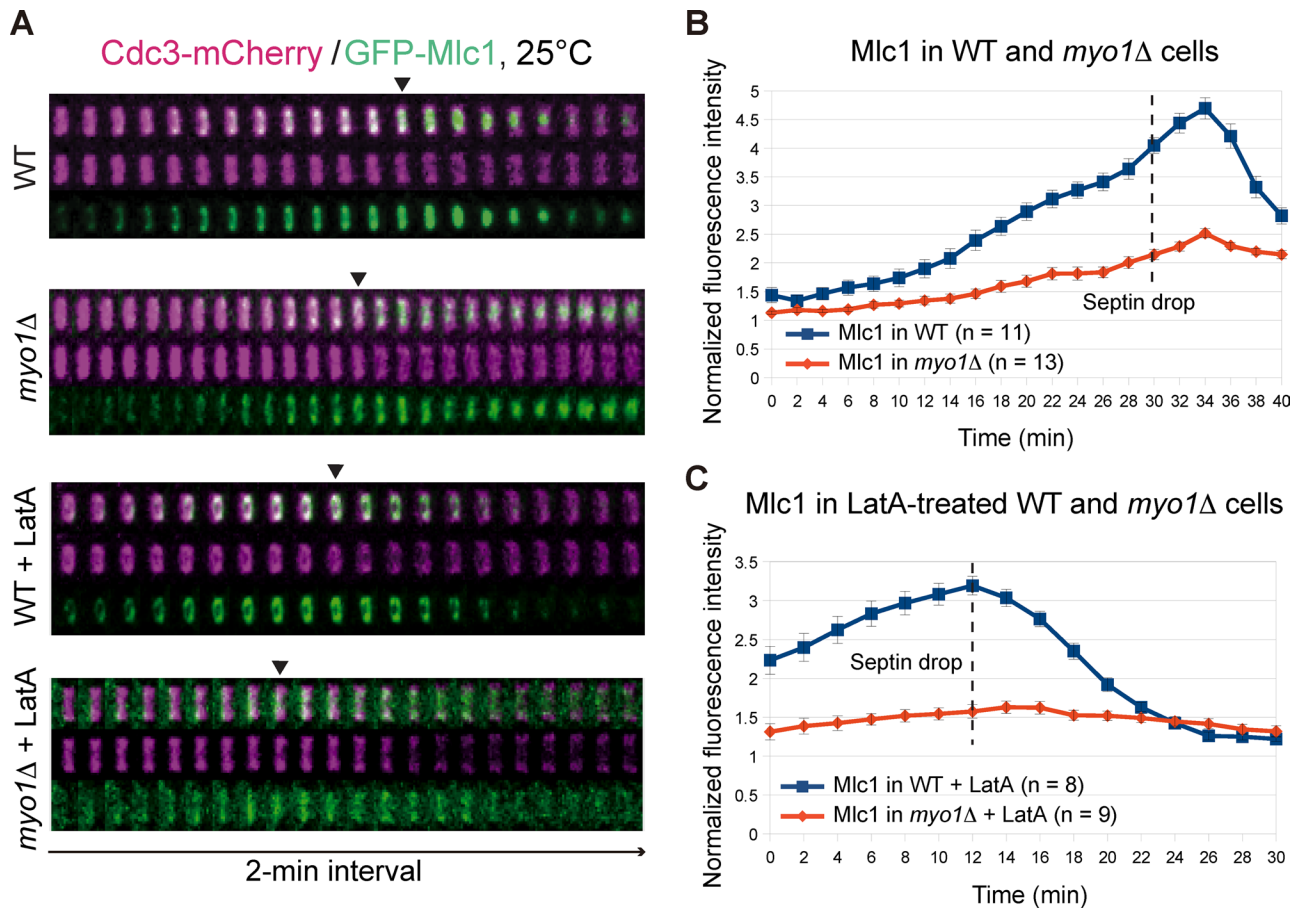 A
Cdc3-mCherry / GFP-Mlc1, 25°C
WT
myo1Δ
WT + LatA
myo1Δ + LatA
2-min interval
B
Mlc1 in WT and myo1Δ cells
Normalized fluorescence intensity
5
4.5
4
3.5
3
2.5
2
1.5
1
0.5
0
Septin drop
Mlc1 in WT (n = 11)
Mlc1 in myo1Δ (n = 13)
0 2 4 6 8 10 12 14 16 18 20 22 24 26 28 30 32 34 36 38 40
Time (min)
C
Mlc1 in LatA-treated WT and myo1Δ cells
Normalized fluorescence intensity
3.5
3
2.5
2
1.5
1
0.5
0
Septin drop
Mlc1 in WT + LatA (n = 8)
Mlc1 in myo1Δ + LatA (n = 9)
0 2 4 6 8 10 12 14 16 18 20 22 24 26 28 30
Time (min)